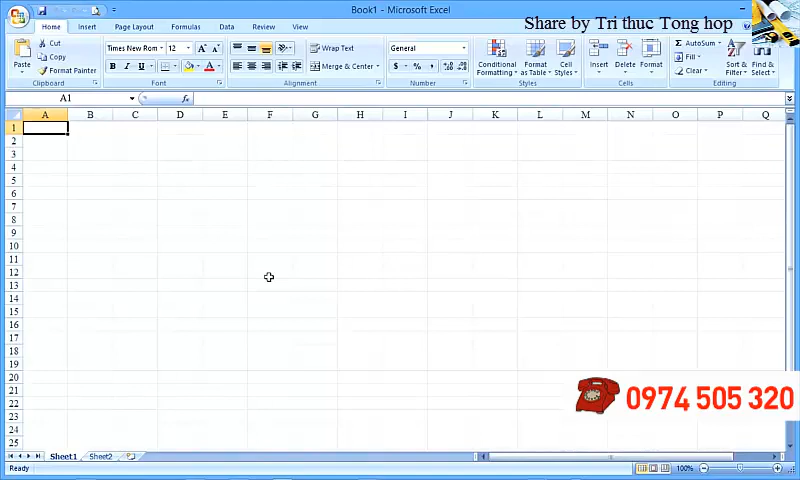 Book1 - Microsoft Excel
Share by Tri thuc Tong hop
Home Insert Page Layout Formulas Data Review View
Paste Cut Copy Format Painter
Times New Rom 12
B I U
Wrap Text
Merge & Center
General
$ % ,
Conditional Formatting Format as Table Cell Styles
Insert Delete Format
Σ AutoSum Fill Clear
Sort & Filter Find & Select
Clipboard Font Alignment Number Styles Cells Editing
A1 fx
A B C D E F G H I J K L M N O P Q
1
2
3
4
5
6
7
8
9
10
11
12
13
14
15
16
17
18
19
20
21
0974 505 320
22
23
24
25
Sheet1 Sheet2
Ready 100%